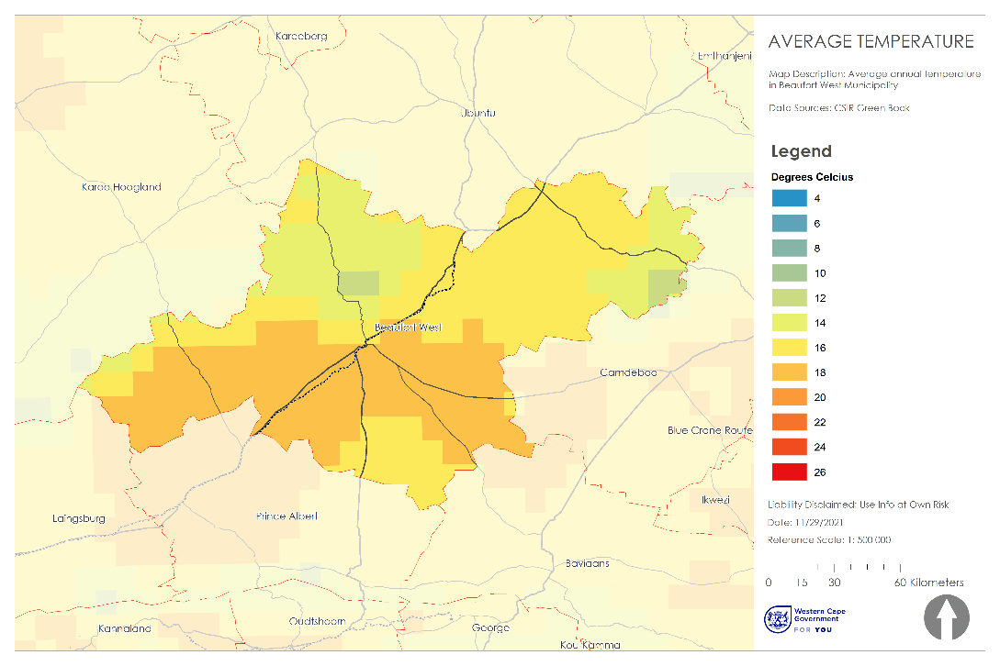 Kareeberg
Emthanjeni
Ubuntu
Karoo Hoogland
Beaufort West
Camdeboo
Blue Crane Route
Ikwezi
Laingsburg
Prince Albert
Baviaans
Kannaland
Oudtshoorn
George
Kou-Kamma
AVERAGE TEMPERATURE
Map Description: Average annual temperature
in Beaufort West Municipality
Data Sources: CSIR Green Book
Legend
Degrees Celcius
4
6
8
10
12
14
16
18
20
22
24
26
Liability Disclaimed: Use Info at Own Risk
Date: 11/29/2021
Reference Scale: 1: 500 000
0 15 30 60 Kilometers
Western Cape
Government
FOR YOU